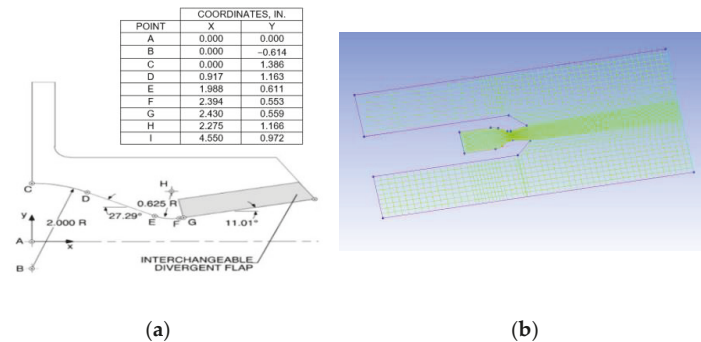 COORDINATES, IN.
POINT X Y
A 0.000 0.000
B 0.000 −0.614
C 0.000 1.386
D 0.917 1.163
E 1.988 0.611
F 2.394 0.553
G 2.430 0.559
H 2.275 1.166
I 4.550 0.972
C
D
H
0.625 R
27.29°
E
F
G
11.01°
y
2.000 R
A
x
B
INTERCHANGEABLE
DIVERGENT FLAP
(a)
(b)